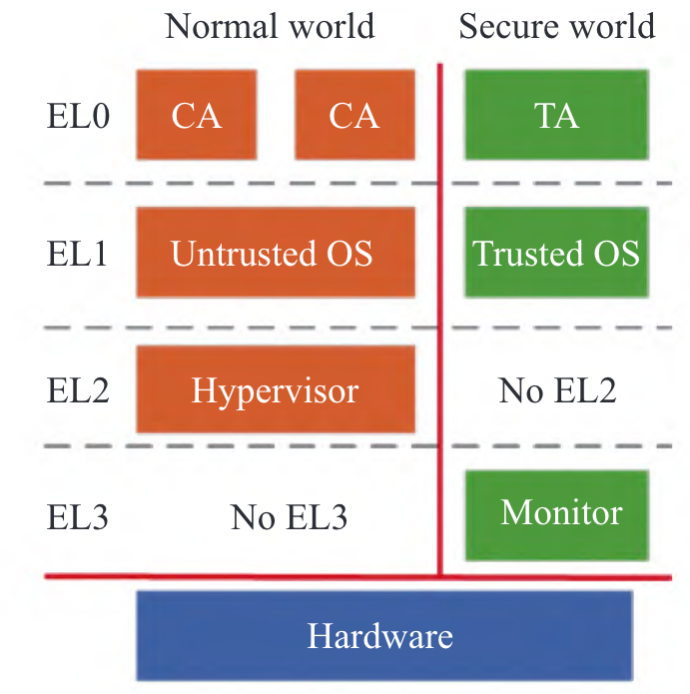 Normal world Secure world
EL0 CA CA TA
EL1 Untrusted OS Trusted OS
EL2 Hypervisor No EL2
EL3 No EL3 Monitor
Hardware